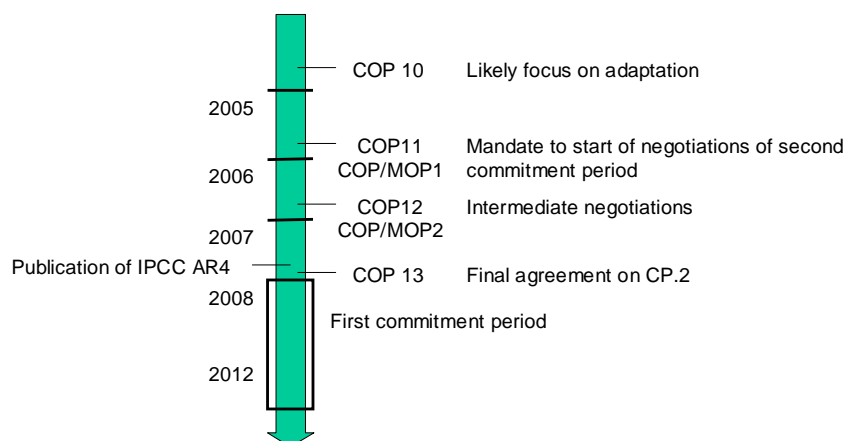 COP 10 Likely focus on adaptation
2005
COP11 Mandate to start of negotiations of second
COP/MOP1 commitment period
2006
COP12 Intermediate negotiations
COP/MOP2
2007
Publication of IPCC AR4
COP 13 Final agreement on CP.2
2008
First commitment period
2012